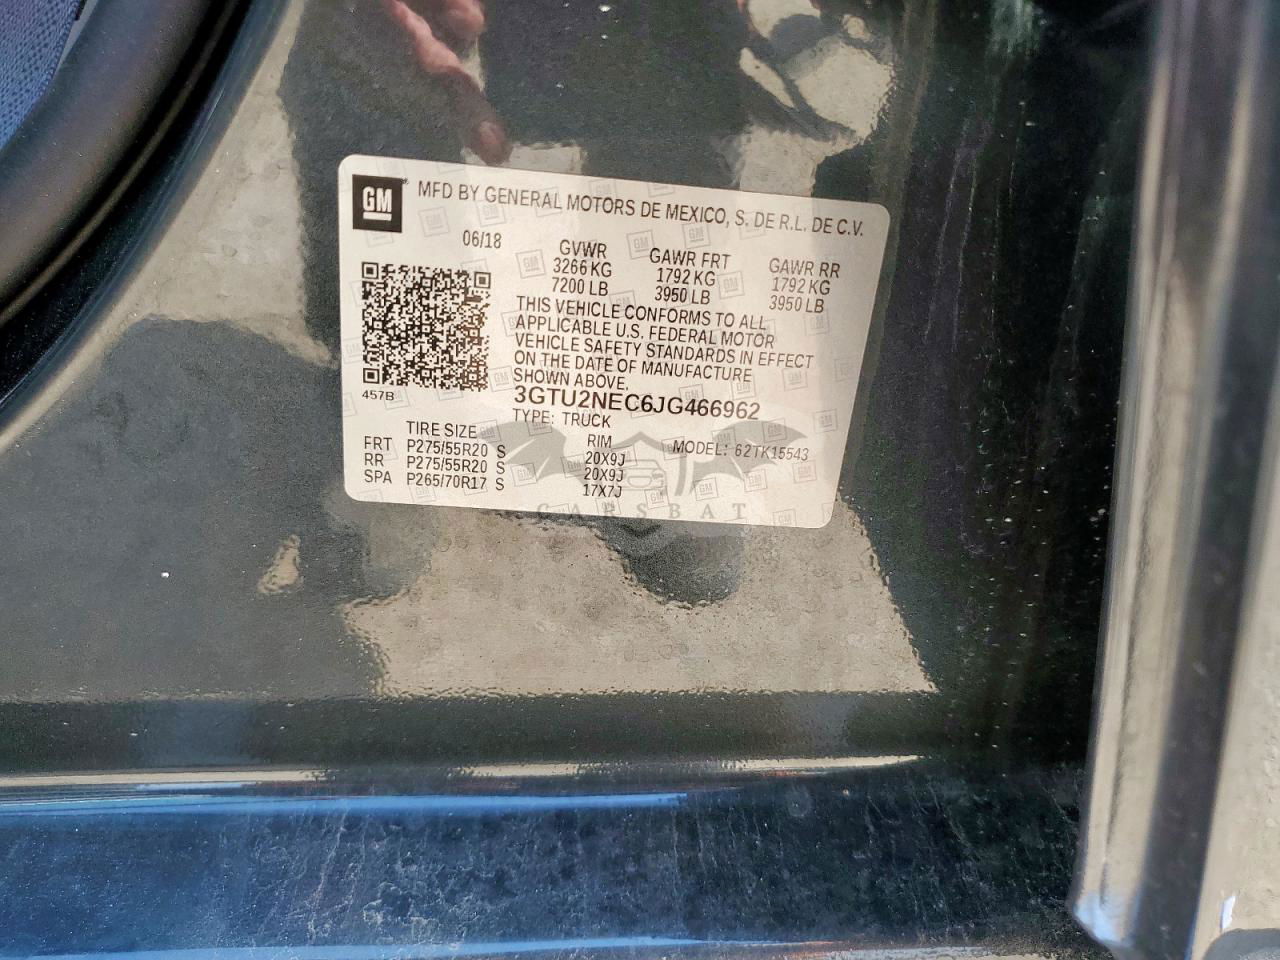 GM
MFD BY GENERAL MOTORS DE MEXICO, S. DE R.L. DE C.V.
06/18
GVWR GAWR FRT GAWR RR
3266 KG 1792 KG 1792 KG
7200 LB 3950 LB 3950 LB
THIS VEHICLE CONFORMS TO ALL
APPLICABLE U.S. FEDERAL MOTOR
VEHICLE SAFETY STANDARDS IN EFFECT
ON THE DATE OF MANUFACTURE
SHOWN ABOVE.
457B
3GTU2NEC6JG466962
TYPE: TRUCK
TIRE SIZE RIM MODEL: 62TK15543
FRT P275/55R20 S 20X9J
RR P275/55R20 S 20X9J
SPA P265/70R17 S 17X7J
CARSBAT